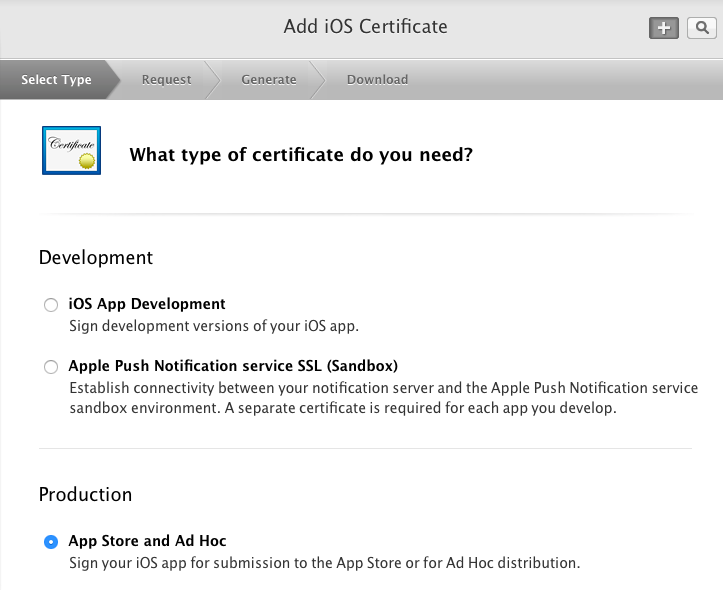 Add iOS Certificate
Select Type
Request
Generate
Download
Certificate
What type of certificate do you need?
Development
iOS App Development
Sign development versions of your iOS app.
Apple Push Notification service SSL (Sandbox)
Establish connectivity between your notification server and the Apple Push Notification service
sandbox environment. A separate certificate is required for each app you develop.
Production
App Store and Ad Hoc
Sign your iOS app for submission to the App Store or for Ad Hoc distribution.